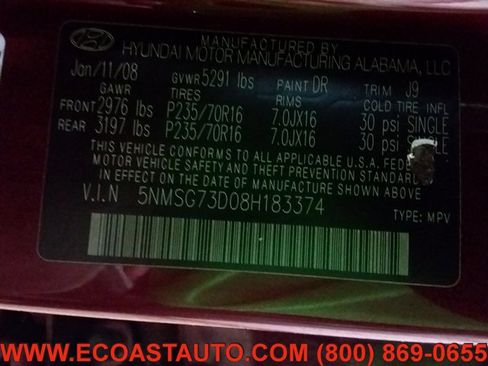 MANUFACTURED BY
HYUNDAI MOTOR MANUFACTURING ALABAMA, LLC
Jan/11/08 GVWR 5291 lbs PAINT DR TRIM J9
GAWR TIRES RIMS COLD TIRE INFL
FRONT 2976 lbs P235/70R16 7.0JX16 30 psi SINGLE
REAR 3197 lbs P235/70R16 7.0JX16 30 psi SINGLE
THIS VEHICLE CONFORMS TO ALL APPLICABLE U.S.A. FEDERAL
MOTOR VEHICLE SAFETY AND THEFT PREVENTION STANDARDS
IN EFFECT ON THE DATE OF MANUFACTURE SHOWN ABOVE
V.I.N 5NMSG73D08H183374
TYPE: MPV
WWW.ECOASTAUTO.COM (800) 869-0655